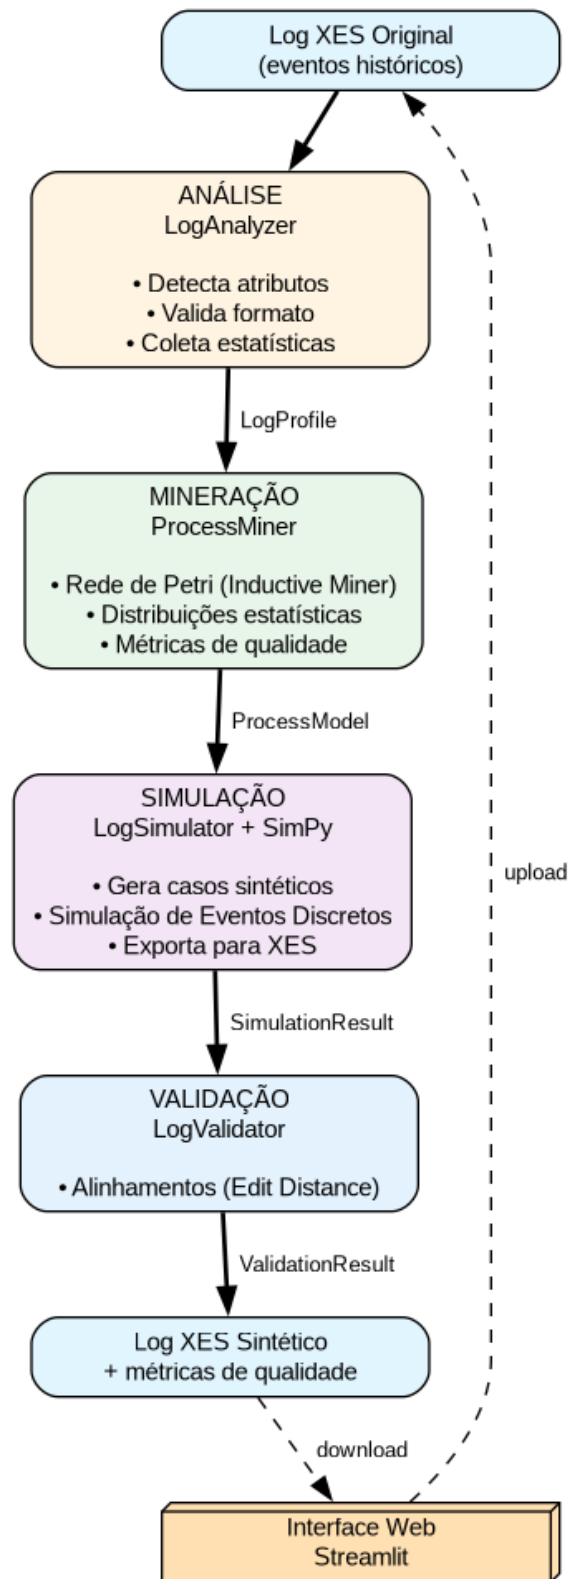 Log XES Original
(eventos históricos)
ANÁLISE
LogAnalyzer
• Detecta atributos
• Valida formato
• Coleta estatísticas
LogProfile
MINERAÇÃO
ProcessMiner
• Rede de Petri (Inductive Miner)
• Distribuições estatísticas
• Métricas de qualidade
ProcessModel
SIMULAÇÃO
LogSimulator + SimPy
• Gera casos sintéticos
• Simulação de Eventos Discretos
• Exporta para XES
upload
SimulationResult
VALIDAÇÃO
LogValidator
• Alinhamentos (Edit Distance)
ValidationResult
Log XES Sintético
+ métricas de qualidade
download
Interface Web
Streamlit